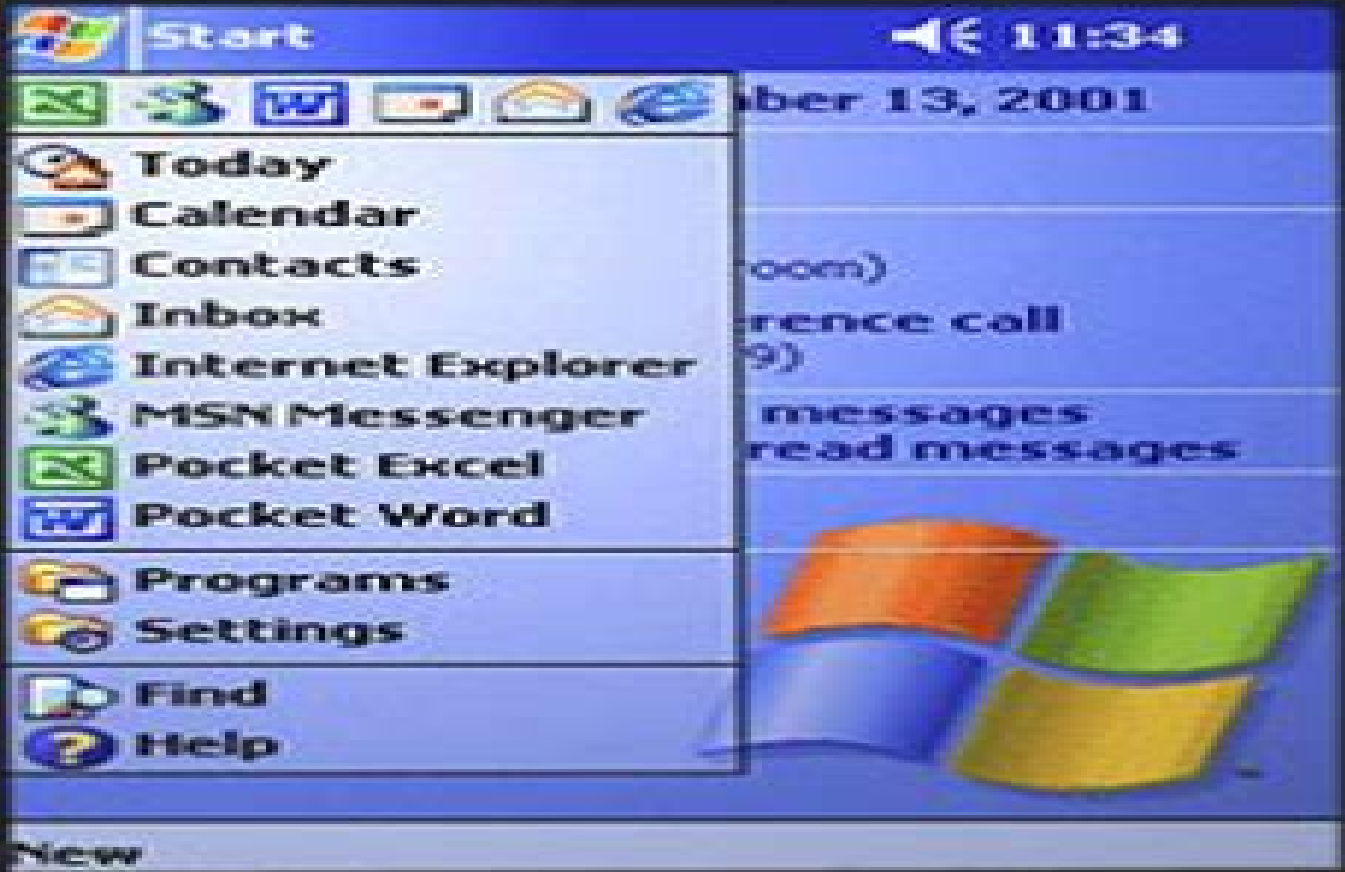 Start 11:34
ber 13, 2001
Today
Calendar
Contacts
oom)
Inbox
rence call
Internet Explorer
9)
MSN Messenger
messages
Pocket Excel
read messages
Pocket Word
Programs
Settings
Find
Help
New